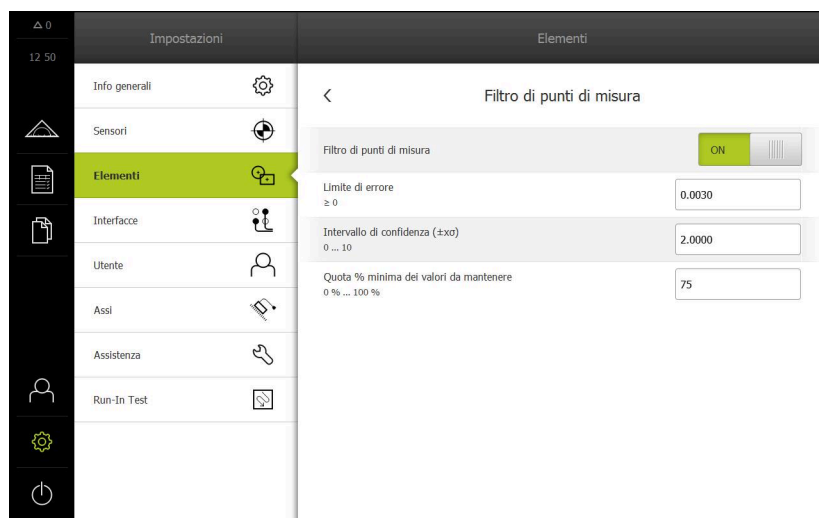 △ 0
12 50
Impostazioni
Elementi
Info generali
Sensori
Elementi
Interfacce
Utente
Assi
Assistenza
Run-In Test
Filtro di punti di misura
Filtro di punti di misura
ON
Limite di errore
≥ 0
0.0030
Intervallo di confidenza (±xσ)
0 ... 10
2.0000
Quota % minima dei valori da mantenere
0 % ... 100 %
75